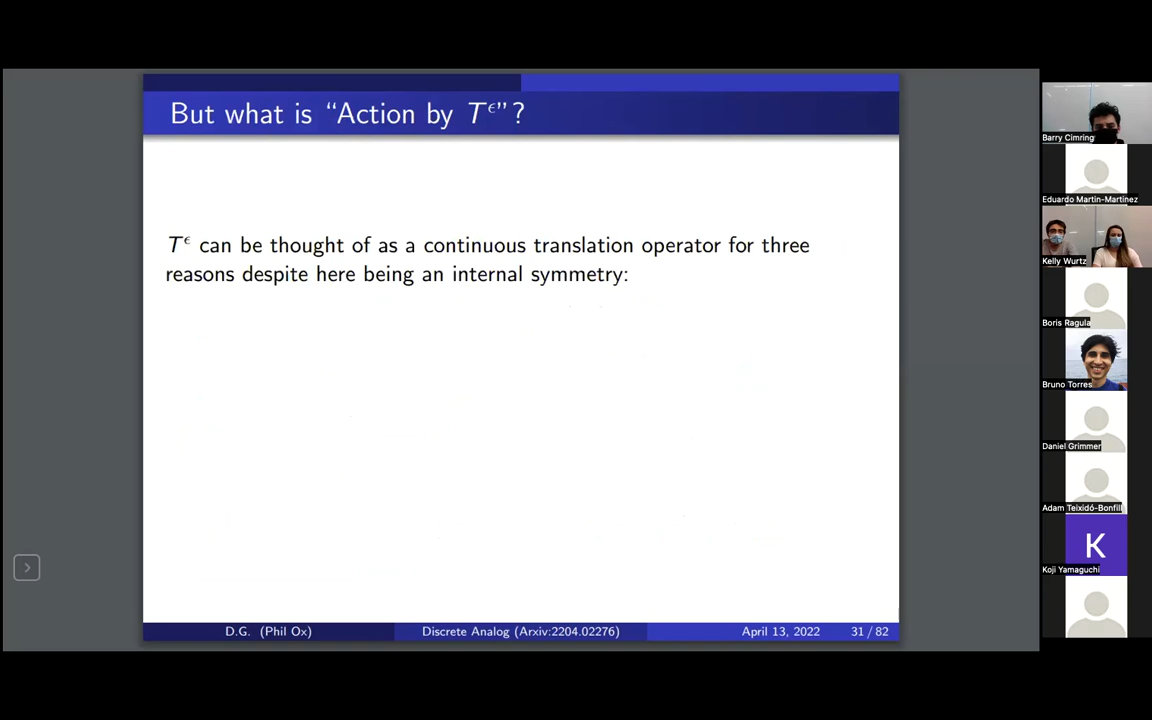 But what is “Action by T^ϵ”?
T^ϵ can be thought of as a continuous translation operator for three
reasons despite here being an internal symmetry:
D.G. (Phil Ox)
Discrete Analog (Arxiv:2204.02276)
April 13, 2022
31 / 82
Barry Cimring
Eduardo Martin-Martinez
Kelly Wurtz
Boris Ragula
Bruno Torres
Daniel Grimmer
Adam Teixidó-Bonfill
K
Koji Yamaguchi